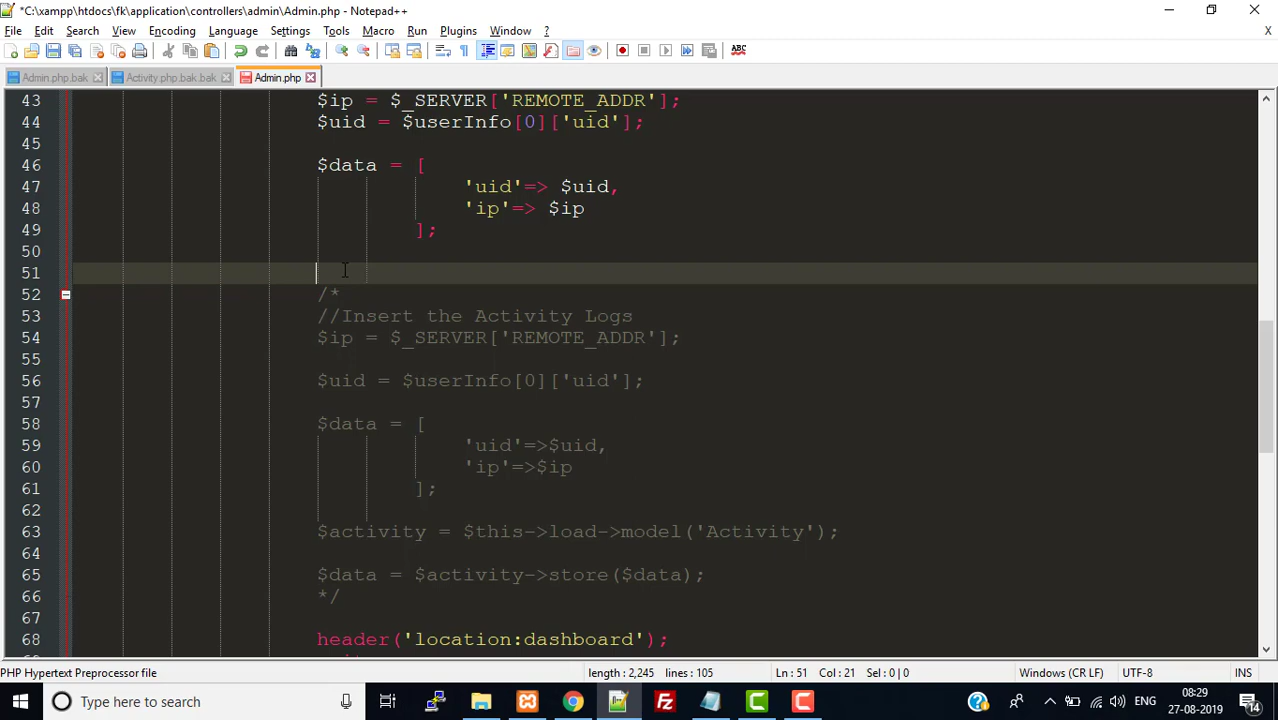 *C:\xampp\htdocs\fk\application\controllers\admin\Admin.php - Notepad++
File Edit Search View Encoding Language Settings Tools Macro Run Plugins Window ? X
Admin.php.bak Activity php.bak.bak Admin.php
43 $ip = $_SERVER['REMOTE_ADDR'];
44 $uid = $userInfo[0]['uid'];
45
46 $data = [
47 'uid'=> $uid,
48 'ip'=> $ip
49 ];
50
51
52 /*
53 //Insert the Activity Logs
54 $ip = $_SERVER['REMOTE_ADDR'];
55
56 $uid = $userInfo[0]['uid'];
57
58 $data = [
59 'uid'=>$uid,
60 'ip'=>$ip
61 ];
62
63 $activity = $this->load->model('Activity');
64
65 $data = $activity->store($data);
66 */
67
68 header('location:dashboard');
PHP Hypertext Preprocessor file length : 2,245 lines : 105 Ln : 51 Col : 21 Sel : 0 | 0 Windows (CR LF) UTF-8 INS
Type here to search ENG 08:29
27-08-2019 14